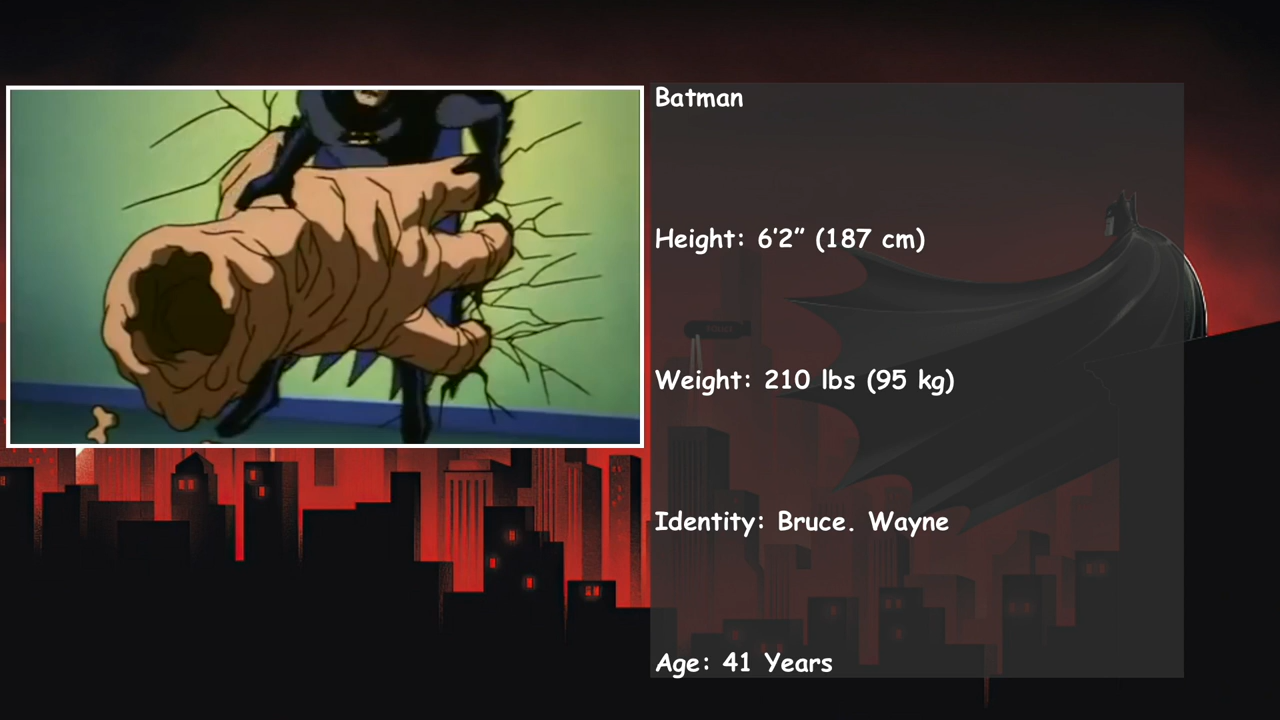 Batman
Height: 6'2” (187 cm)
Weight: 210 lbs (95 kg)
Identity: Bruce. Wayne
Age: 41 Years